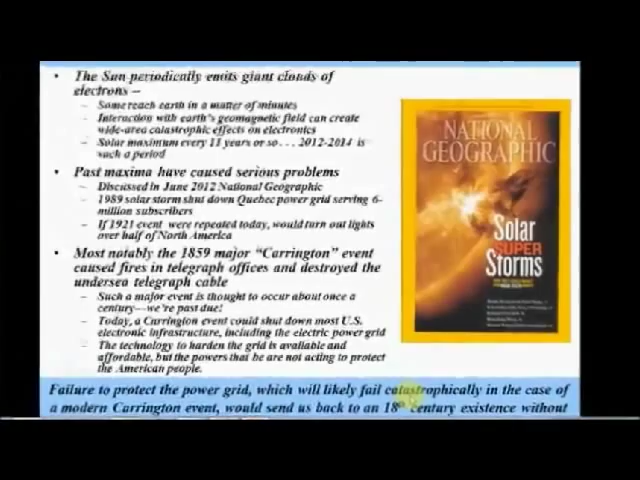 • The Sun periodically emits giant clouds of
electrons –
– Some reach earth in a matter of minutes
– Interaction with earth's geomagnetic field can create
wide-area catastrophic effects on electronics
– Solar maximum every 11 years or so . . . 2012-2014 is
such a period
• Past maxima have caused serious problems
– Discussed in June 2012 National Geographic
– 1989 solar storm shut down Quebec power grid serving 6-
million subscribers
– If 1921 event were repeated today, would turn out lights
over half of North America
• Most notably the 1859 major "Carrington" event
caused fires in telegraph offices and destroyed the
undersea telegraph cable
– Such a major event is thought to occur about once a
century—we're past due!
– Today, a Carrington event could shut down most U.S.
electronic infrastructure, including the electric power grid
– The technology to harden the grid is available and
affordable, but the powers that be are not acting to protect
the American people.
NATIONAL
GEOGRAPHIC
Solar
SUPER
Storms
Failure to protect the power grid, which will likely fail catastrophically in the case of
a modern Carrington event, would send us back to an 18th century existence without